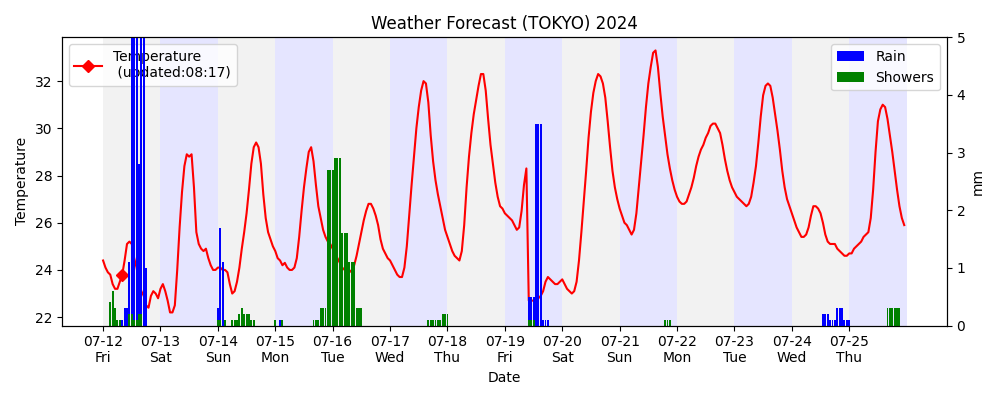 Weather Forecast (TOKYO) 2024
Temperature
(updated:08:17)
Rain
Showers
Temperature
32
30
28
26
24
22
5
4
3
2
1
0
mm
07-12 07-13 07-14 07-15 07-16 07-17 07-18 07-19 07-20 07-21 07-22 07-23 07-24 07-25
Fri Sat Sun Mon Tue Wed Thu Fri Sat Sun Mon Tue Wed Thu
Date